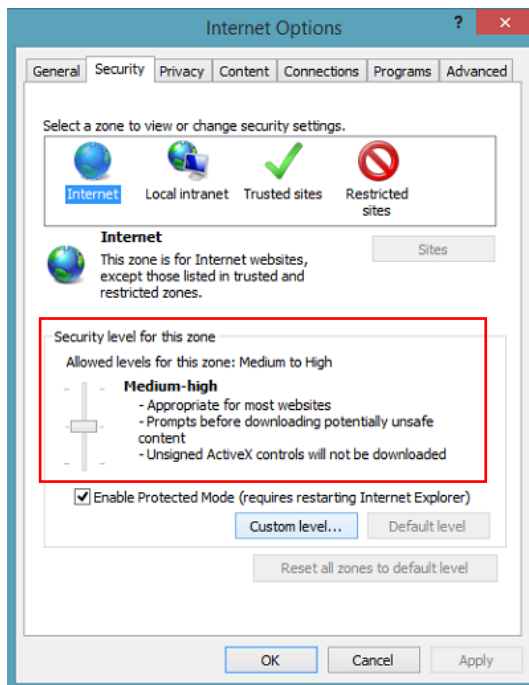 Internet Options
?
×
General Security Privacy Content Connections Programs Advanced
Select a zone to view or change security settings.
Internet Local intranet Trusted sites Restricted
sites
Internet
This zone is for Internet websites,
except those listed in trusted and
restricted zones.
Sites
Security level for this zone
Allowed levels for this zone: Medium to High
Medium-high
- Appropriate for most websites
- Prompts before downloading potentially unsafe
content
- Unsigned ActiveX controls will not be downloaded
Enable Protected Mode (requires restarting Internet Explorer)
Custom level... Default level
Reset all zones to default level
OK Cancel Apply